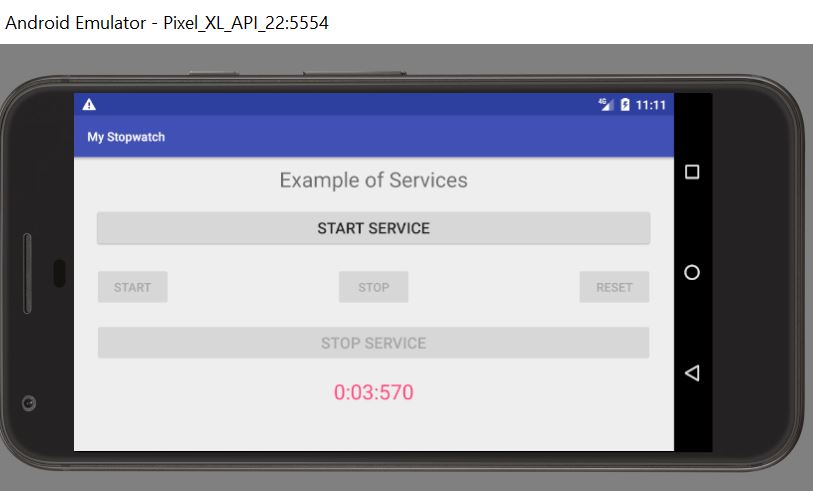 Android Emulator - Pixel_XL_API_22:5554
4G 11:11
My Stopwatch
Example of Services
START SERVICE
START STOP RESET
STOP SERVICE
0:03:570